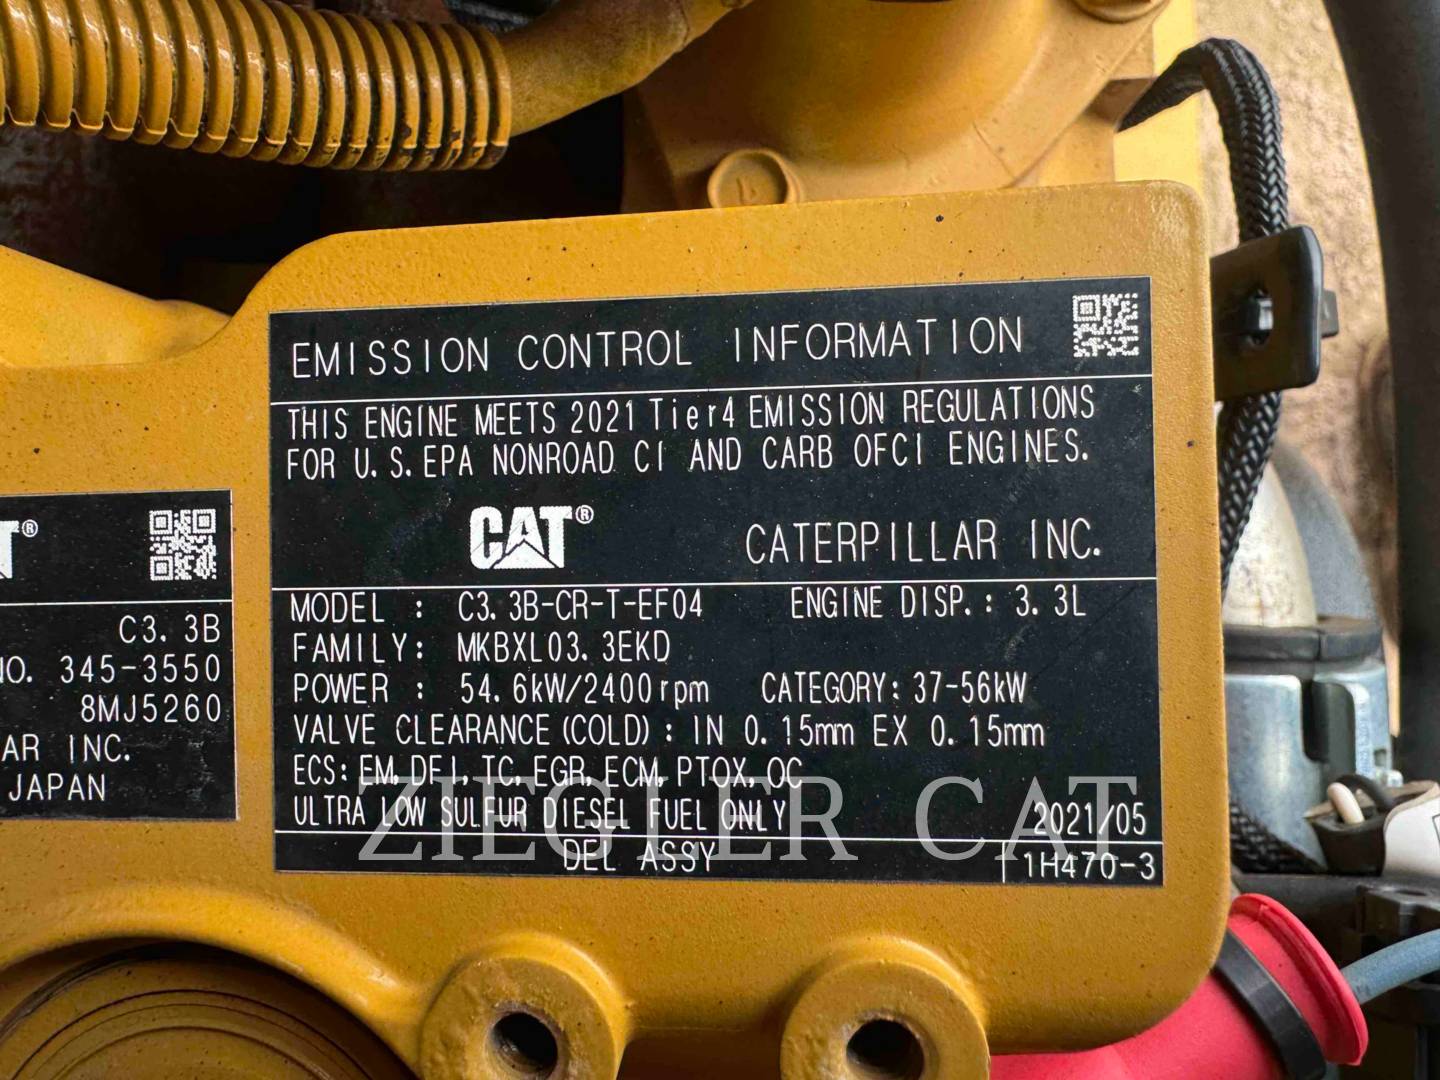 EMISSION CONTROL INFORMATION
THIS ENGINE MEETS 2021 Tier4 EMISSION REGULATIONS
FOR U.S.EPA NONROAD CI AND CARB OFCI ENGINES.
CAT® CATERPILLAR INC.
MODEL : C3.3B-CR-T-EF04 ENGINE DISP.: 3.3L
FAMILY: MKBXL03.3EKD
POWER : 54.6kW/2400rpm CATEGORY: 37-56kW
VALVE CLEARANCE(COLD): IN 0.15mm EX 0.15mm
ECS: EM, DFI, TC, EGR, ECM, PTOX, OC
ULTRA LOW SULFUR DIESEL FUEL ONLY 2021/05
DEL ASSY 1H470-3
T®
C3.3B
NO. 345-3550
8MJ5260
AR INC.
JAPAN
ZIEGLER CAT